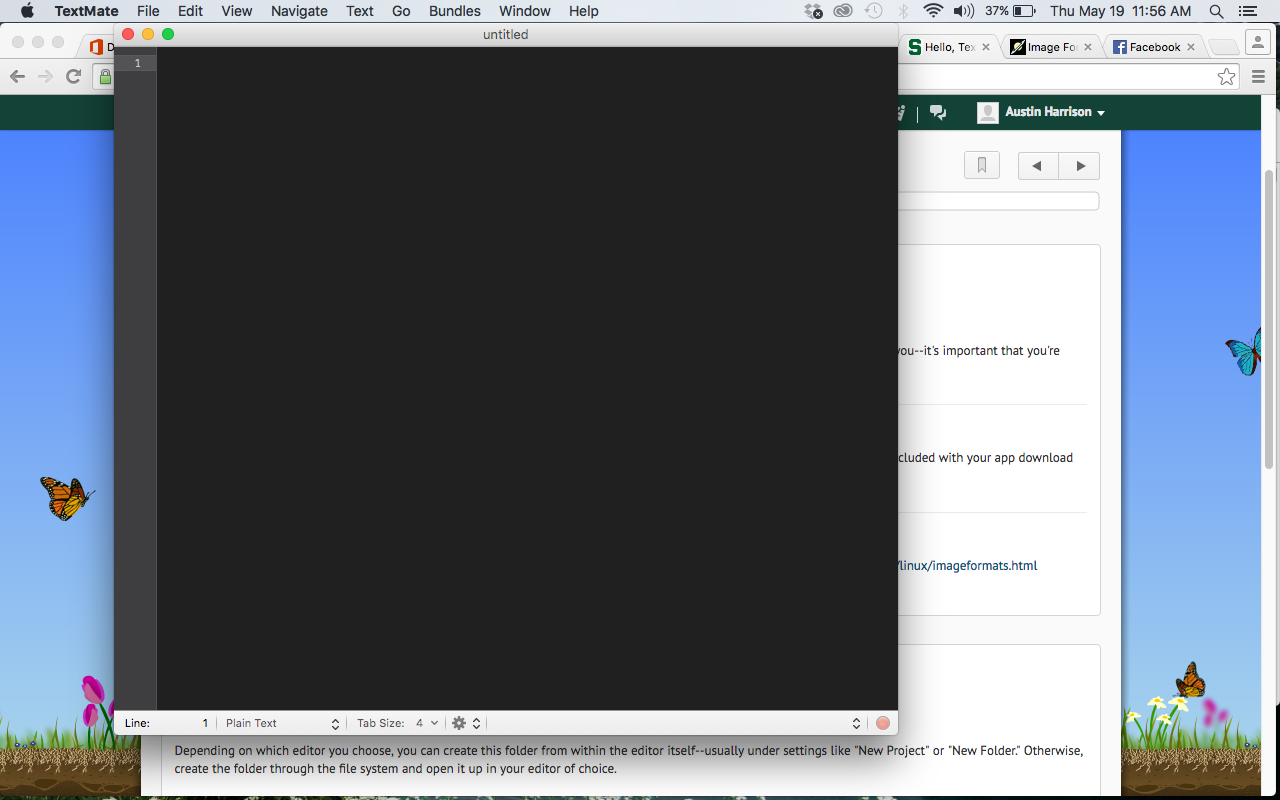 TextMate File Edit View Navigate Text Go Bundles Window Help 37% Thu May 19 11:56 AM
untitled
D Hello, Tex Image Fo Facebook
Austin Harrison
1
you--it's important that you're
cluded with your app download
/linux/imageformats.html
Line: 1 Plain Text Tab Size: 4
Depending on which editor you choose, you can create this folder from within the editor itself--usually under settings like "New Project" or "New Folder." Otherwise,
create the folder through the file system and open it up in your editor of choice.